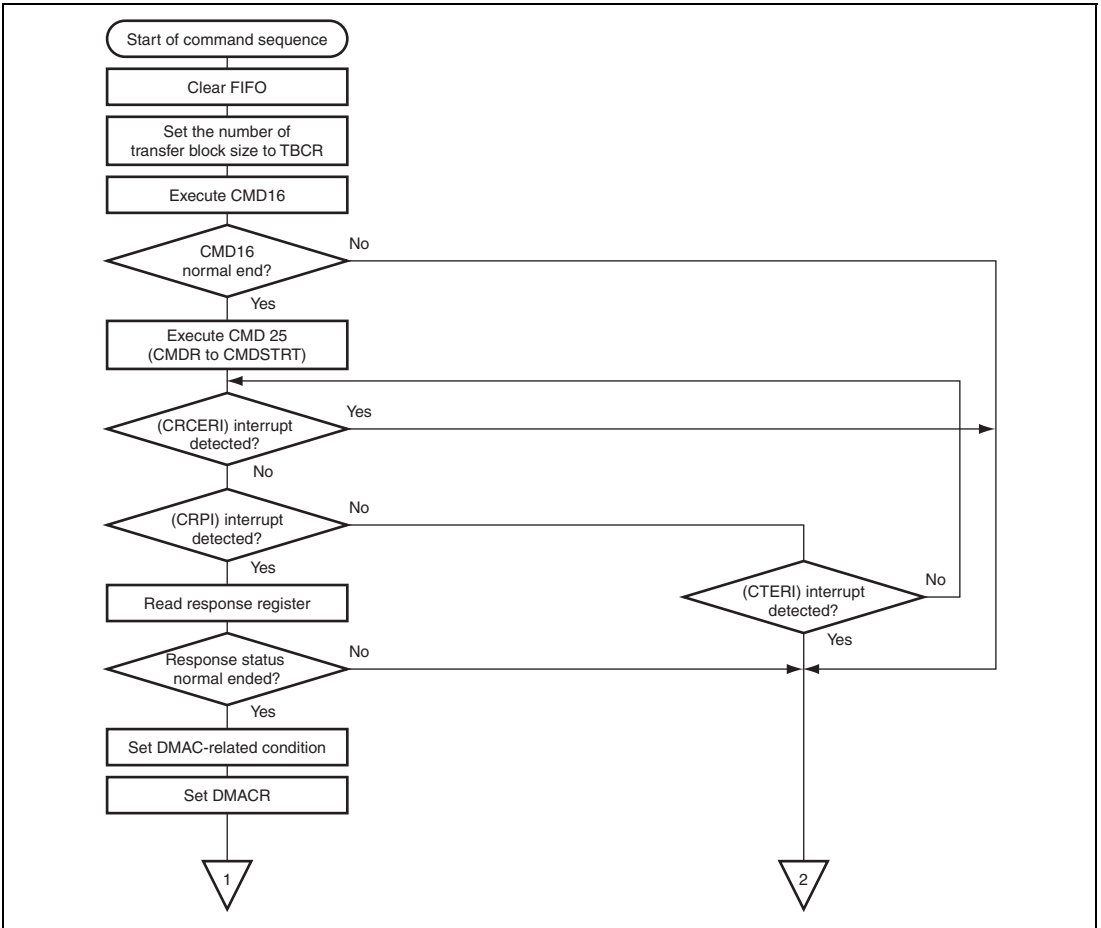 Start of command sequence
Clear FIFO
Set the number of
transfer block size to TBCR
Execute CMD16
CMD16
normal end?
No
Yes
Execute CMD 25
(CMDR to CMDSTRT)
(CRCERI) interrupt
detected?
Yes
No
(CRPI) interrupt
detected?
No
Yes
(CTERI) interrupt
detected?
No
Yes
Read response register
Response status
normal ended?
No
Yes
Set DMAC-related condition
Set DMACR
1
2